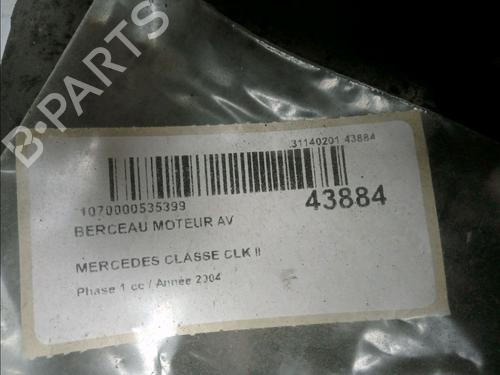 B-PARTS
31140201 43884
1070000535399
43884
BERCEAU MOTEUR AV
MERCEDES CLASSE CLK II
Phase 1 cc / Année 2004